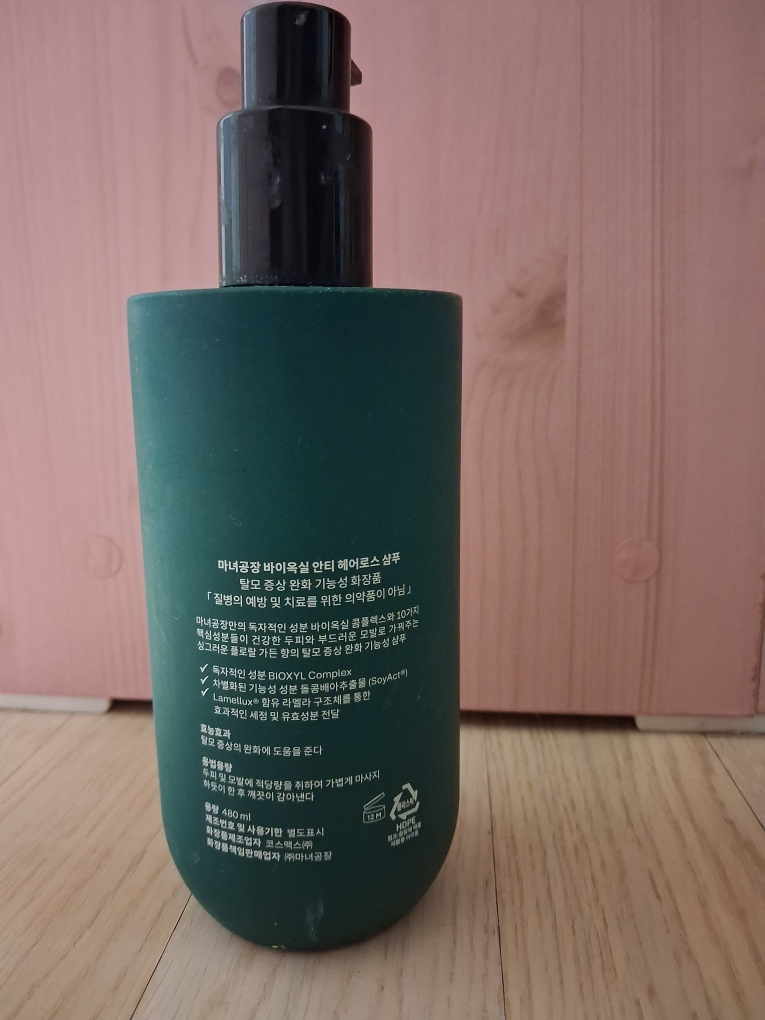 마녀공장 바이옥실 안티 헤어로스 샴푸
탈모 증상 완화 기능성 화장품
「질병의 예방 및 치료를 위한 의약품이 아님」
마녀공장만의 독자적인 성분 바이옥실 콤플렉스와 10가지
핵심성분들이 건강한 두피와 부드러운 모발로 가꿔주는
싱그러운 플로랄 가든 향의 탈모 증상 완화 기능성 샴푸
✓ 독자적인 성분 BIOXYL Complex
✓ 차별화된 기능성 성분 돌콩배아추출물 (SoyAct®)
✓ Lamellux® 함유 라멜라 구조체를 통한
효과적인 세정 및 유효성분 전달
효능효과
탈모 증상의 완화에 도움을 준다
용법용량
두피 및 모발에 적당량을 취하여 가볍게 마사지
하듯이 한 후 깨끗이 감아낸다
용량 480 ml
제조번호 및 사용기한 별도표시
화장품제조업자 코스맥스㈜
화장품책임판매업자 ㈜마녀공장
12 M
플라스틱
HDPE